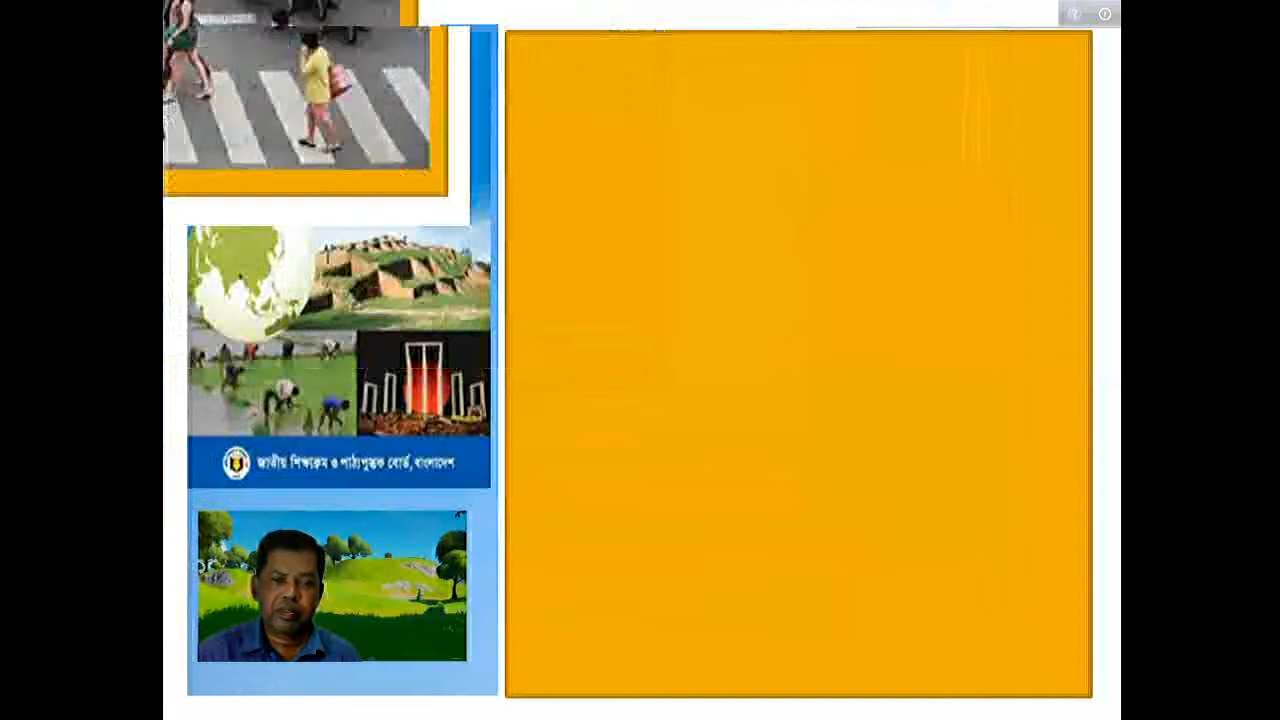 জাতীয় শিক্ষাক্রম ও পাঠ্যপুস্তক বোর্ড, বাংলাদেশ